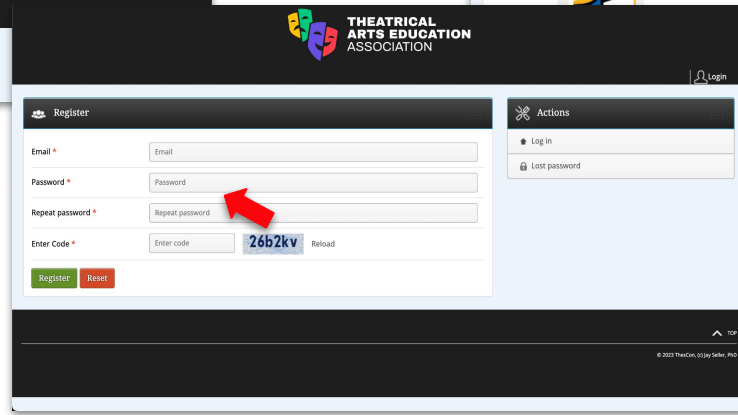 THEATRICAL
ARTS EDUCATION
ASSOCIATION
Login
Register
Email *
Email
Password *
Password
Repeat password *
Repeat password
Enter Code *
Enter code
26b2kv
Reload
Register
Reset
Actions
Log in
Lost password
TOP
© 2023 ThesCon, (c) Jay Seller, PhD